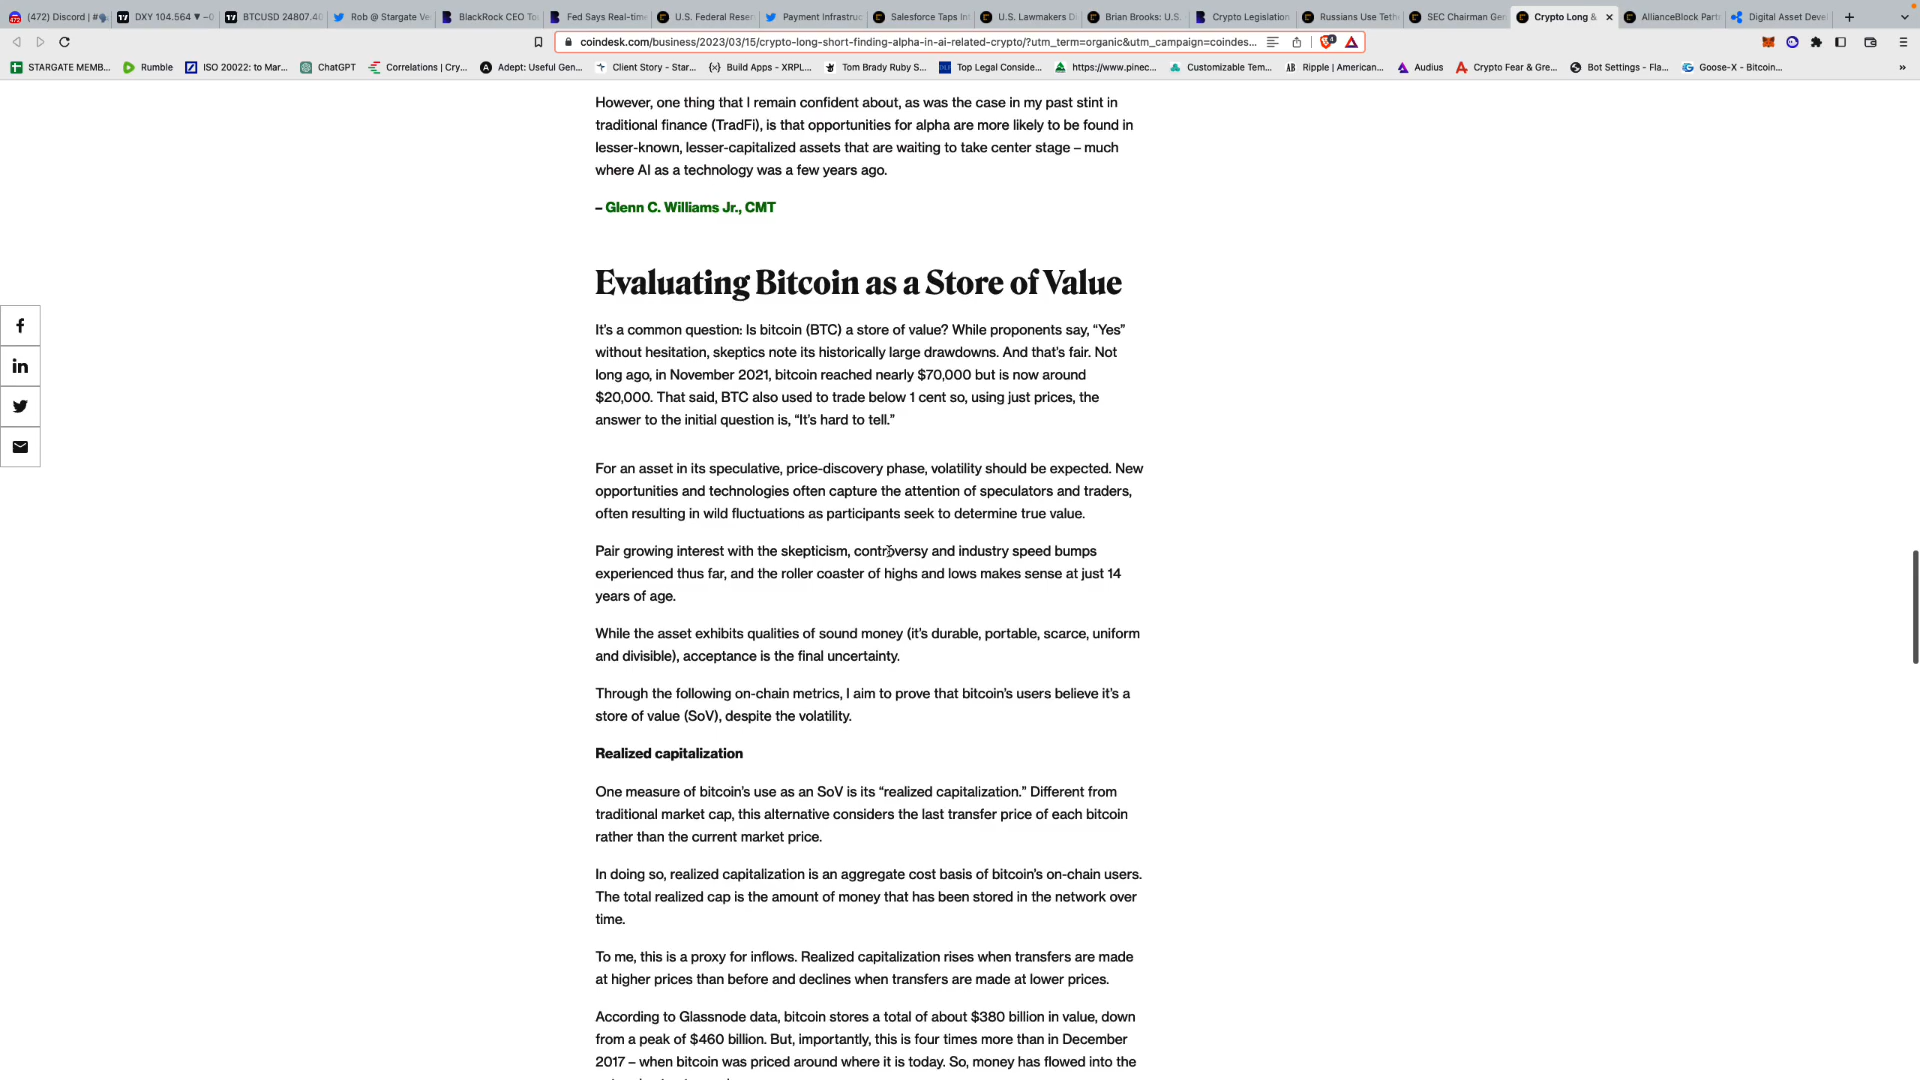 (472) Discord | #
DXY 104.564 ▼ −0
BTCUSD 24807.40
Rob @ Stargate Ve
BlackRock CEO To
Fed Says Real-time
U.S. Federal Reser
Payment Infrastruc
Salesforce Taps In
U.S. Lawmakers D
Brian Brooks: U.S.
Crypto Legislation
Russians Use Teth
SEC Chairman Gen
Crypto Long &
AllianceBlock Part
Digital Asset Deve
coindesk.com/business/2023/03/15/crypto-long-short-finding-alpha-in-ai-related-crypto/?utm_term=organic&utm_campaign=coindes...
STARGATE MEMB...
Rumble
ISO 20022: to Mar...
ChatGPT
Correlations | Cry...
Adept: Useful Gen...
Client Story - Star...
Build Apps - XRPL...
Tom Brady Ruby S...
Top Legal Conside...
https://www.pinec...
Customizable Tem...
Ripple | American...
Audius
Crypto Fear & Gre...
Bot Settings - Fla...
Goose-X - Bitcoin...
However, one thing that I remain confident about, as was the case in my past stint in
traditional finance (TradFi), is that opportunities for alpha are more likely to be found in
lesser-known, lesser-capitalized assets that are waiting to take center stage – much
where AI as a technology was a few years ago.
– Glenn C. Williams Jr., CMT
Evaluating Bitcoin as a Store of Value
It’s a common question: Is bitcoin (BTC) a store of value? While proponents say, “Yes”
without hesitation, skeptics note its historically large drawdowns. And that’s fair. Not
long ago, in November 2021, bitcoin reached nearly $70,000 but is now around
$20,000. That said, BTC also used to trade below 1 cent so, using just prices, the
answer to the initial question is, “It’s hard to tell.”
For an asset in its speculative, price-discovery phase, volatility should be expected. New
opportunities and technologies often capture the attention of speculators and traders,
often resulting in wild fluctuations as participants seek to determine true value.
Pair growing interest with the skepticism, controversy and industry speed bumps
experienced thus far, and the roller coaster of highs and lows makes sense at just 14
years of age.
While the asset exhibits qualities of sound money (it’s durable, portable, scarce, uniform
and divisible), acceptance is the final uncertainty.
Through the following on-chain metrics, I aim to prove that bitcoin’s users believe it’s a
store of value (SoV), despite the volatility.
Realized capitalization
One measure of bitcoin’s use as an SoV is its “realized capitalization.” Different from
traditional market cap, this alternative considers the last transfer price of each bitcoin
rather than the current market price.
In doing so, realized capitalization is an aggregate cost basis of bitcoin’s on-chain users.
The total realized cap is the amount of money that has been stored in the network over
time.
To me, this is a proxy for inflows. Realized capitalization rises when transfers are made
at higher prices than before and declines when transfers are made at lower prices.
According to Glassnode data, bitcoin stores a total of about $380 billion in value, down
from a peak of $460 billion. But, importantly, this is four times more than in December
2017 – when bitcoin was priced around where it is today. So, money has flowed into the